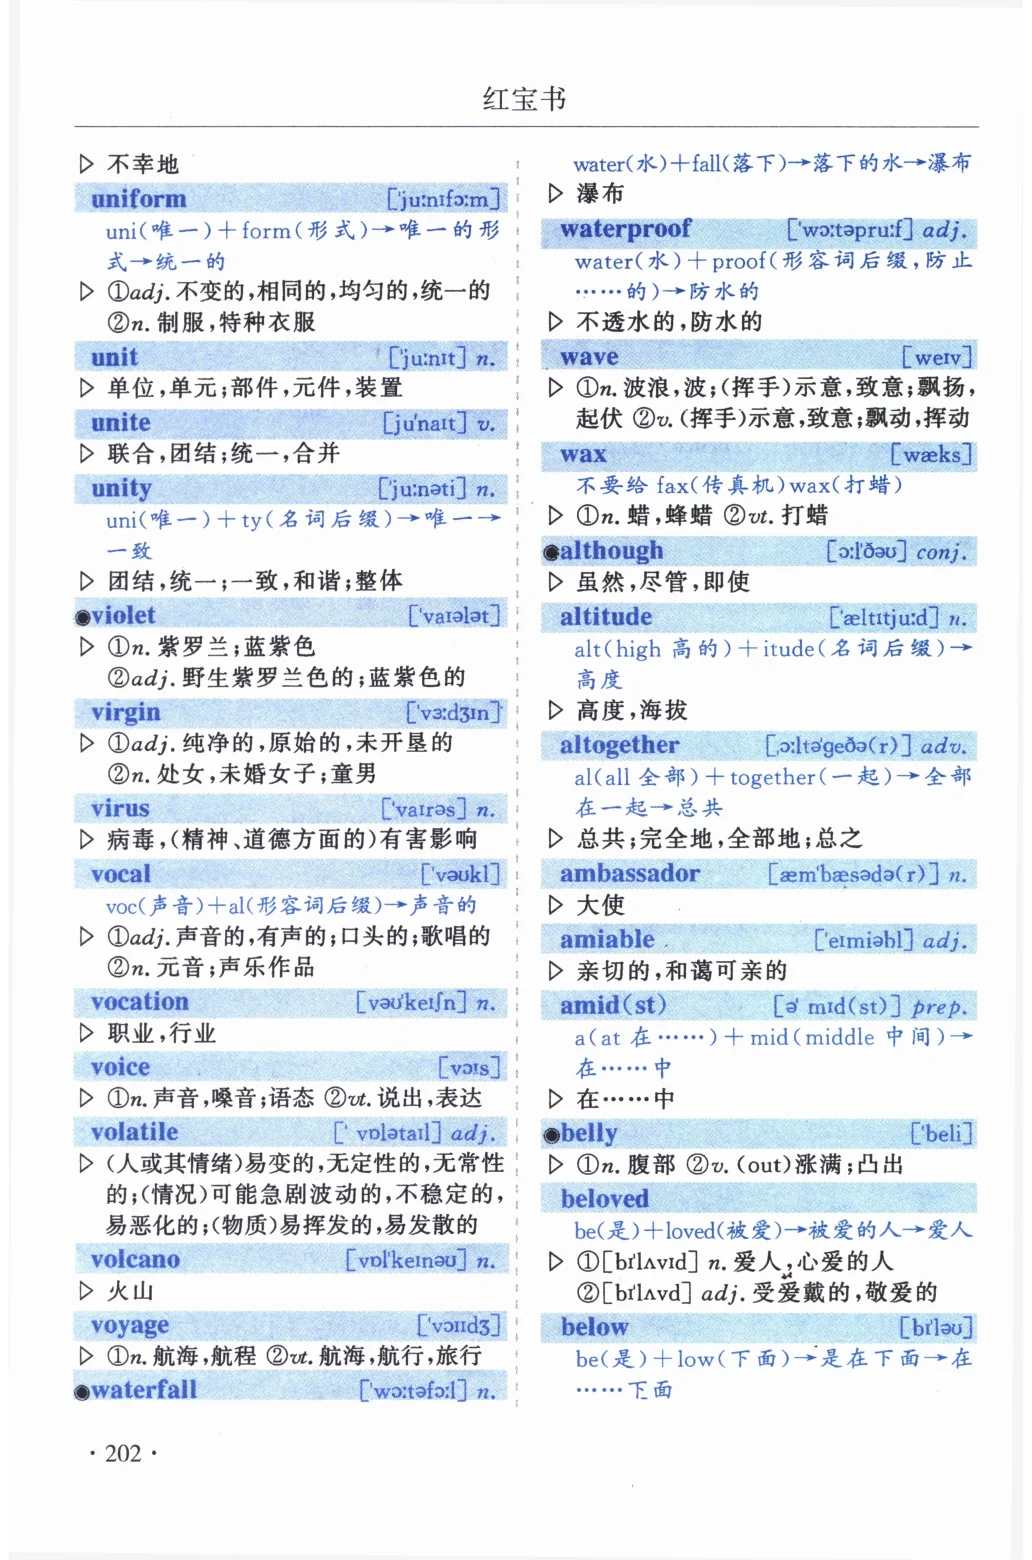 红宝书
▷ 不幸地
uniform ['ju:nɪfɔ:m]
uni(唯一)+form(形式)→唯一的形
式→统一的
▷ ①adj.不变的,相同的,均匀的,统一的
②n.制服,特种衣服
unit ['ju:nɪt] n.
▷ 单位,单元;部件,元件,装置
unite [ju'naɪt] v.
▷ 联合,团结;统一,合并
unity ['ju:nəti] n.
uni(唯一)+ty(名词后缀)→唯一→
一致
▷ 团结,统一;一致,和谐;整体
◉violet ['vaɪələt]
▷ ①n.紫罗兰;蓝紫色
②adj.野生紫罗兰色的;蓝紫色的
virgin ['vɜ:dʒɪn]
▷ ①adj.纯净的,原始的,未开垦的
②n.处女,未婚女子;童男
virus ['vaɪrəs] n.
▷ 病毒,(精神、道德方面的)有害影响
vocal ['vəʊkl]
voc(声音)+al(形容词后缀)→声音的
▷ ①adj.声音的,有声的;口头的;歌唱的
②n.元音;声乐作品
vocation [vəʊ'keɪʃn] n.
▷ 职业,行业
voice [vɔɪs]
▷ ①n.声音,嗓音;语态 ②vt.说出,表达
volatile [' vɒlətaɪl] adj.
▷ (人或其情绪)易变的,无定性的,无常性
的;(情况)可能急剧波动的,不稳定的,
易恶化的;(物质)易挥发的,易发散的
volcano [vɒl'keɪnəʊ] n.
▷ 火山
voyage ['vɔɪɪdʒ]
▷ ①n.航海,航程 ②vt.航海,航行,旅行
◉waterfall ['wɔ:təfɔ:l] n.
water(水)+fall(落下)→落下的水→瀑布
▷ 瀑布
waterproof ['wɔ:təpru:f] adj.
water(水)+proof(形容词后缀,防止
……的)→防水的
▷ 不透水的,防水的
wave [weɪv]
▷ ①n.波浪,波;(挥手)示意,致意;飘扬,
起伏 ②v.(挥手)示意,致意;飘动,挥动
wax [wæks]
不要给 fax(传真机)wax(打蜡)
▷ ①n.蜡,蜂蜡 ②vt.打蜡
◉although [ɔ:l'ðəʊ] conj.
▷ 虽然,尽管,即使
altitude ['æltɪtju:d] n.
alt(high 高的)+itude(名词后缀)→
高度
▷ 高度,海拔
altogether [ˌɔ:ltə'geðə(r)] adv.
al(all 全部)+together(一起)→全部
在一起→总共
▷ 总共;完全地,全部地;总之
ambassador [æm'bæsədə(r)] n.
▷ 大使
amiable ['eɪmiəbl] adj.
▷ 亲切的,和蔼可亲的
amid(st) [ə' mɪd(st)] prep.
a(at 在……)+mid(middle 中间)→
在……中
▷ 在……中
◉belly ['beli]
▷ ①n.腹部 ②v.(out)涨满;凸出
beloved
be(是)+loved(被爱)→被爱的人→爱人
▷ ①[bɪ'lʌvɪd] n.爱人,心爱的人
②[bɪ'lʌvd] adj.受爱戴的,敬爱的
below [bɪ'ləʊ]
be(是)+low(下面)→是在下面→在
……下面
· 202 ·